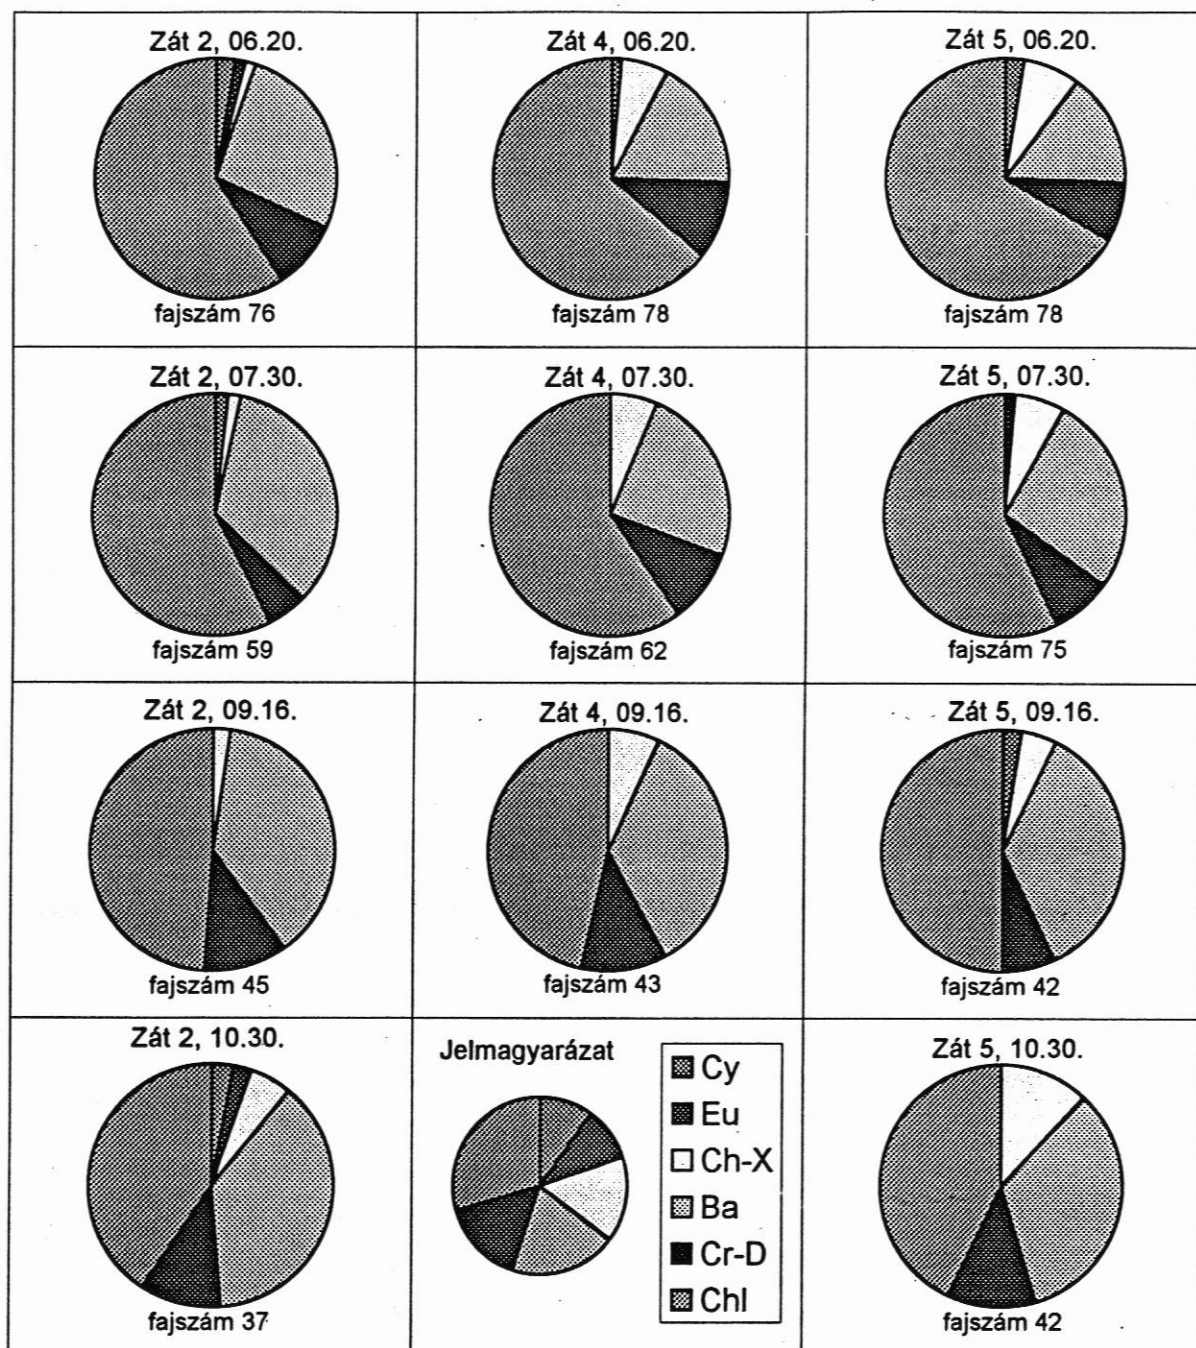 Zát 2, 06.20.
fajszám 76
Zát 4, 06.20.
fajszám 78
Zát 5, 06.20.
fajszám 78
Zát 2, 07.30.
fajszám 59
Zát 4, 07.30.
fajszám 62
Zát 5, 07.30.
fajszám 75
Zát 2, 09.16.
fajszám 45
Zát 4, 09.16.
fajszám 43
Zát 5, 09.16.
fajszám 42
Zát 2, 10.30.
fajszám 37
Jelmagyarázat
Cy
Eu
Ch-X
Ba
Cr-D
Chl
Zát 5, 10.30.
fajszám 42